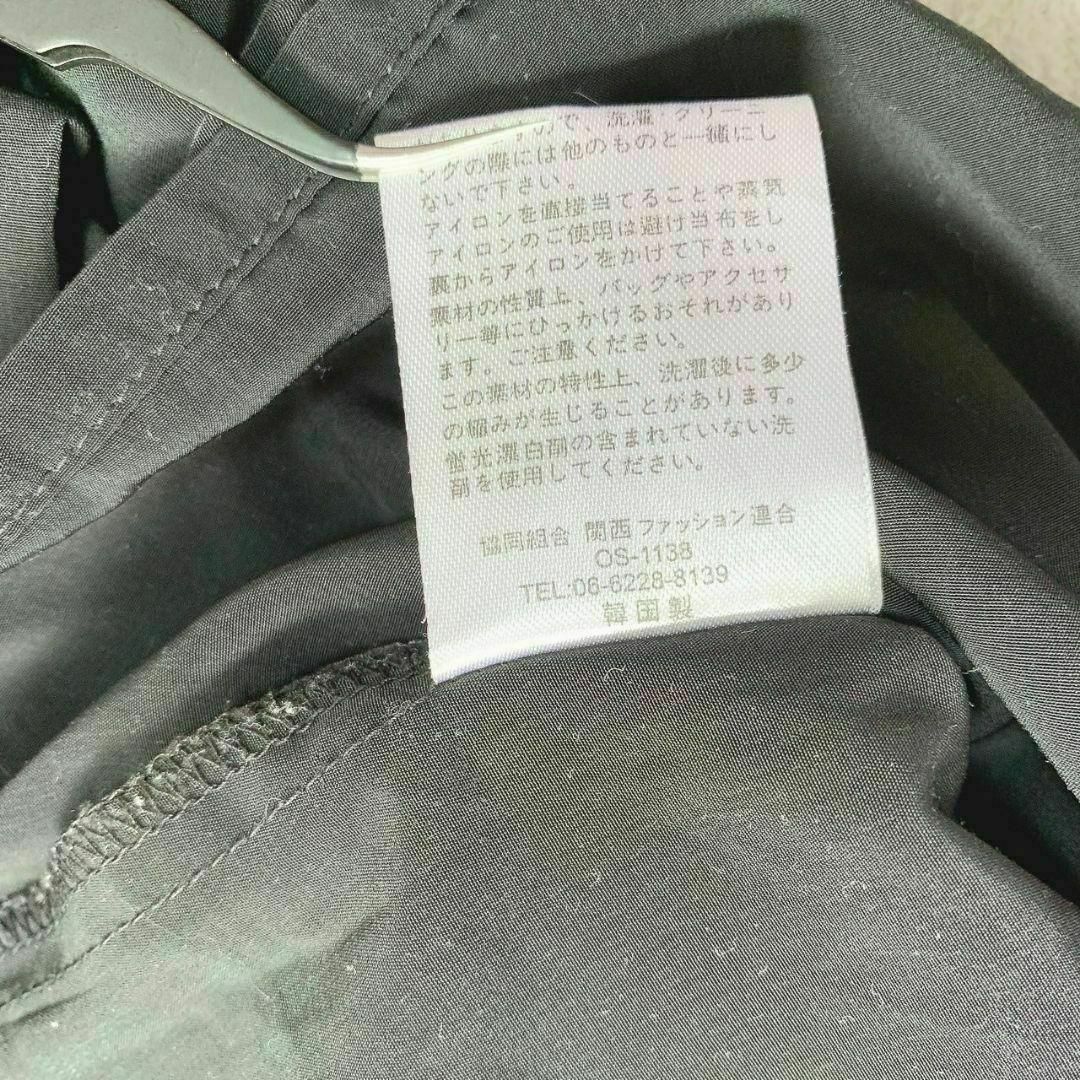 ので、洗濯・クリーニ
ングの際には他のものと一緒にし
ないで下さい。
アイロンを直接当てることや蒸気
アイロンのご使用は避け当布をし
裏からアイロンをかけて下さい。
素材の性質上、バッグやアクセサ
リー等にひっかけるおそれがあり
ます。ご注意ください。
この素材の特性上、洗濯後に多少
の縮みが生じることがあります。
蛍光漂白剤の含まれていない洗
剤を使用してください。
協同組合 関西ファッション連合
OS-1138
TEL:06-6228-8139
韓国製